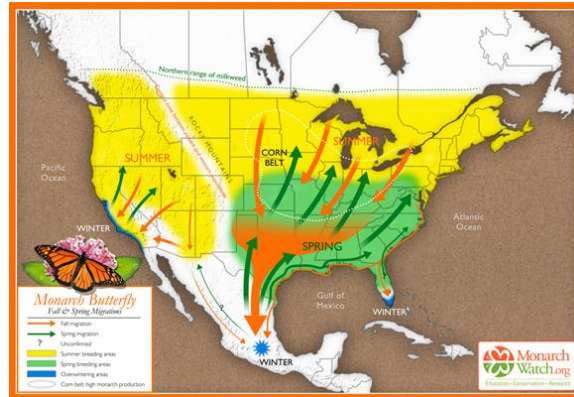 Northern range of milkweed
ROCKY MOUNTAINS
SUMMER
CORN
BELT
SUMMER
Pacific
Ocean
WINTER
SPRING
Atlantic
Ocean
Gulf of
Mexico
WINTER
?
WINTER
Monarch Butterfly
Fall & Spring Migrations
Fall migration
Spring migration
? Unconfirmed
Summer breeding areas
Spring breeding areas
Overwintering areas
Corn belt high monarch production
Monarch
Watch.org
Education • Conservation • Research